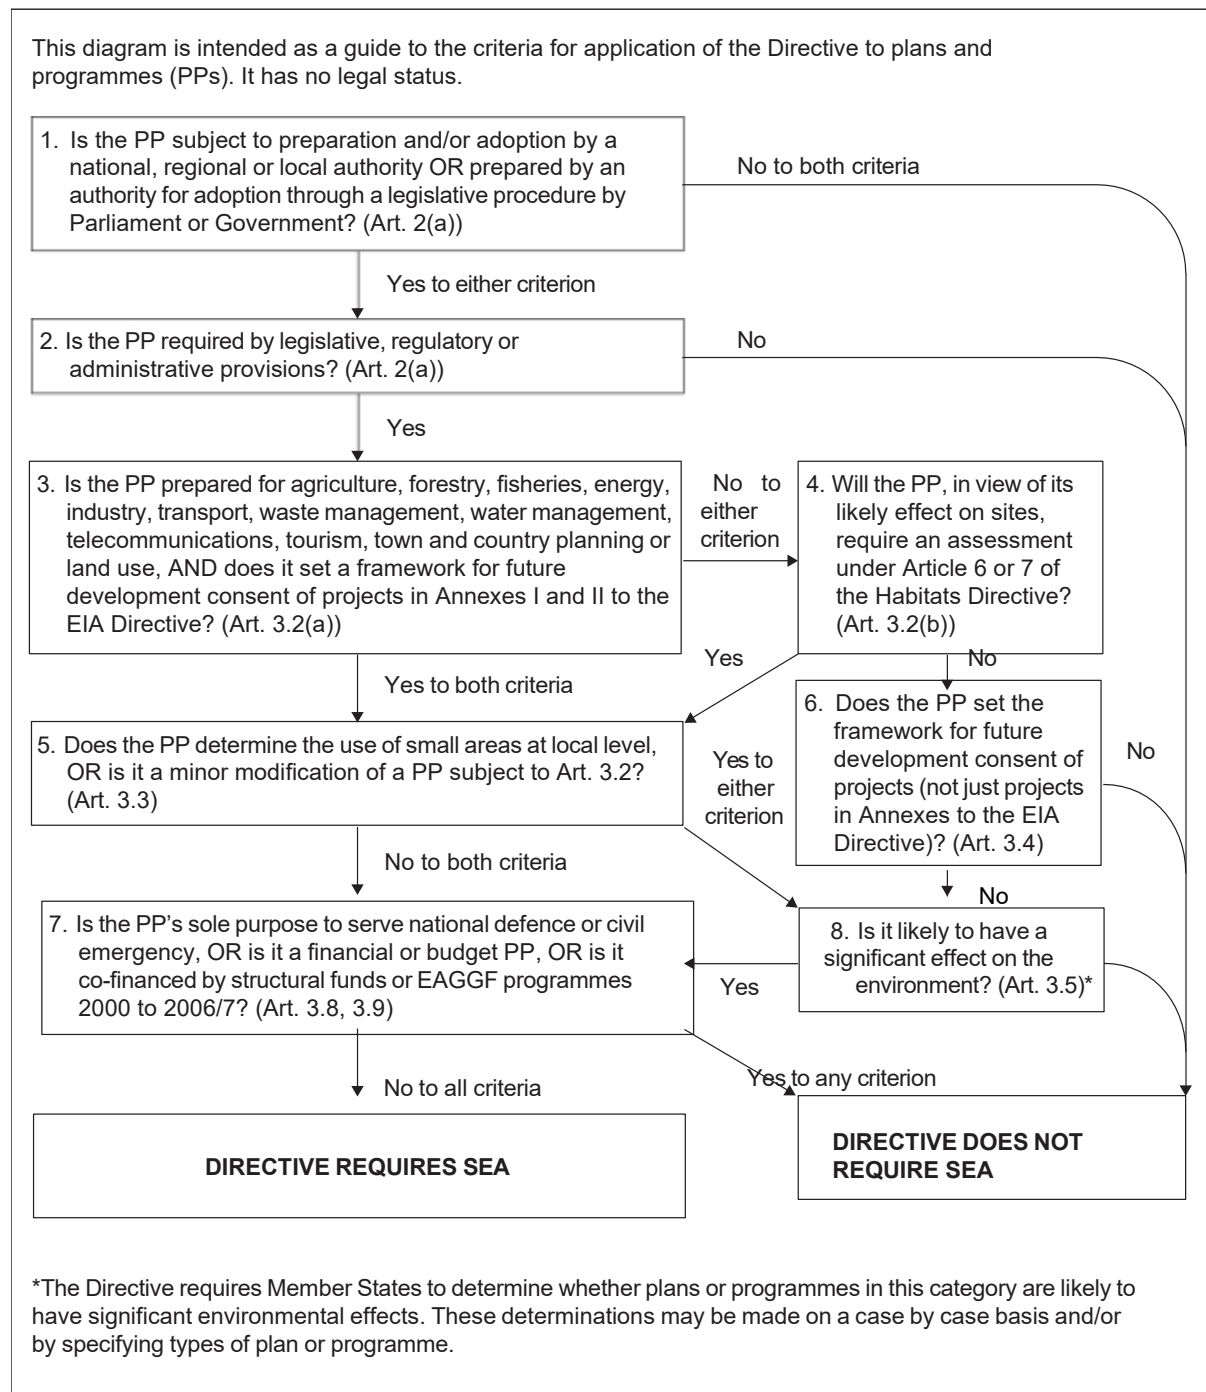 This diagram is intended as a guide to the criteria for application of the Directive to plans and
programmes (PPs). It has no legal status.
1. Is the PP subject to preparation and/or adoption by a
national, regional or local authority OR prepared by an
authority for adoption through a legislative procedure by
Parliament or Government? (Art. 2(a))
No to both criteria
Yes to either criterion
2. Is the PP required by legislative, regulatory or
administrative provisions? (Art. 2(a))
No
Yes
3. Is the PP prepared for agriculture, forestry, fisheries, energy,
industry, transport, waste management, water management,
telecommunications, tourism, town and country planning or
land use, AND does it set a framework for future
development consent of projects in Annexes I and II to the
EIA Directive? (Art. 3.2(a))
No to
either
criterion
4. Will the PP, in view of its
likely effect on sites,
require an assessment
under Article 6 or 7 of
the Habitats Directive?
(Art. 3.2(b))
Yes
No
Yes to both criteria
6. Does the PP set the
framework for future
development consent of
projects (not just projects
in Annexes to the EIA
Directive)? (Art. 3.4)
No
5. Does the PP determine the use of small areas at local level,
OR is it a minor modification of a PP subject to Art. 3.2?
(Art. 3.3)
Yes to
either
criterion
No to both criteria
No
7. Is the PP’s sole purpose to serve national defence or civil
emergency, OR is it a financial or budget PP, OR is it
co-financed by structural funds or EAGGF programmes
2000 to 2006/7? (Art. 3.8, 3.9)
8. Is it likely to have a
significant effect on the
environment? (Art. 3.5)*
Yes
No to all criteria
Yes to any criterion
DIRECTIVE REQUIRES SEA
DIRECTIVE DOES NOT
REQUIRE SEA
*The Directive requires Member States to determine whether plans or programmes in this category are likely to
have significant environmental effects. These determinations may be made on a case by case basis and/or
by specifying types of plan or programme.